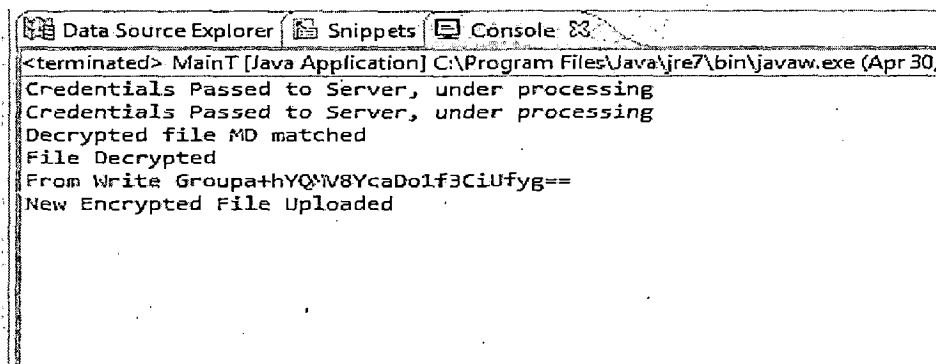 Data Source Explorer Snippets Console
<terminated> MainT [Java Application] C:\Program Files\Java\jre7\bin\javaw.exe (Apr 30,
Credentials Passed to Server, under processing
Credentials Passed to Server, under processing
Decrypted file MD matched
File Decrypted
From Write
New Encrypted File Uploaded